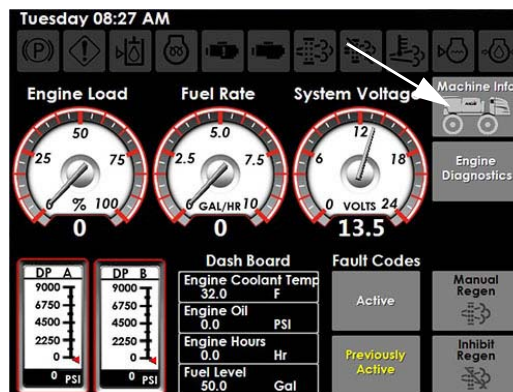 Tuesday 08:27 AM
(P)
Engine Load
Fuel Rate
System Voltage
Machine Info
50
25
75
0
%
100
0
5.0
2.5
7.5
GAL/HR
10
0
12
6
18
0
VOLTS
24
13.5
Engine
Diagnostics
DP A
9000
6750
4500
2250
0
0 PSI
DP B
9000
6750
4500
2250
0
0 PSI
Dash Board
Engine Coolant Temp
32.0 F
Engine Oil
0.0 PSI
Engine Hours
0.0 Hr
Fuel Level
50.0 Gal
Fault Codes
Active
Previously
Active
Manual
Regen
Inhibit
Regen